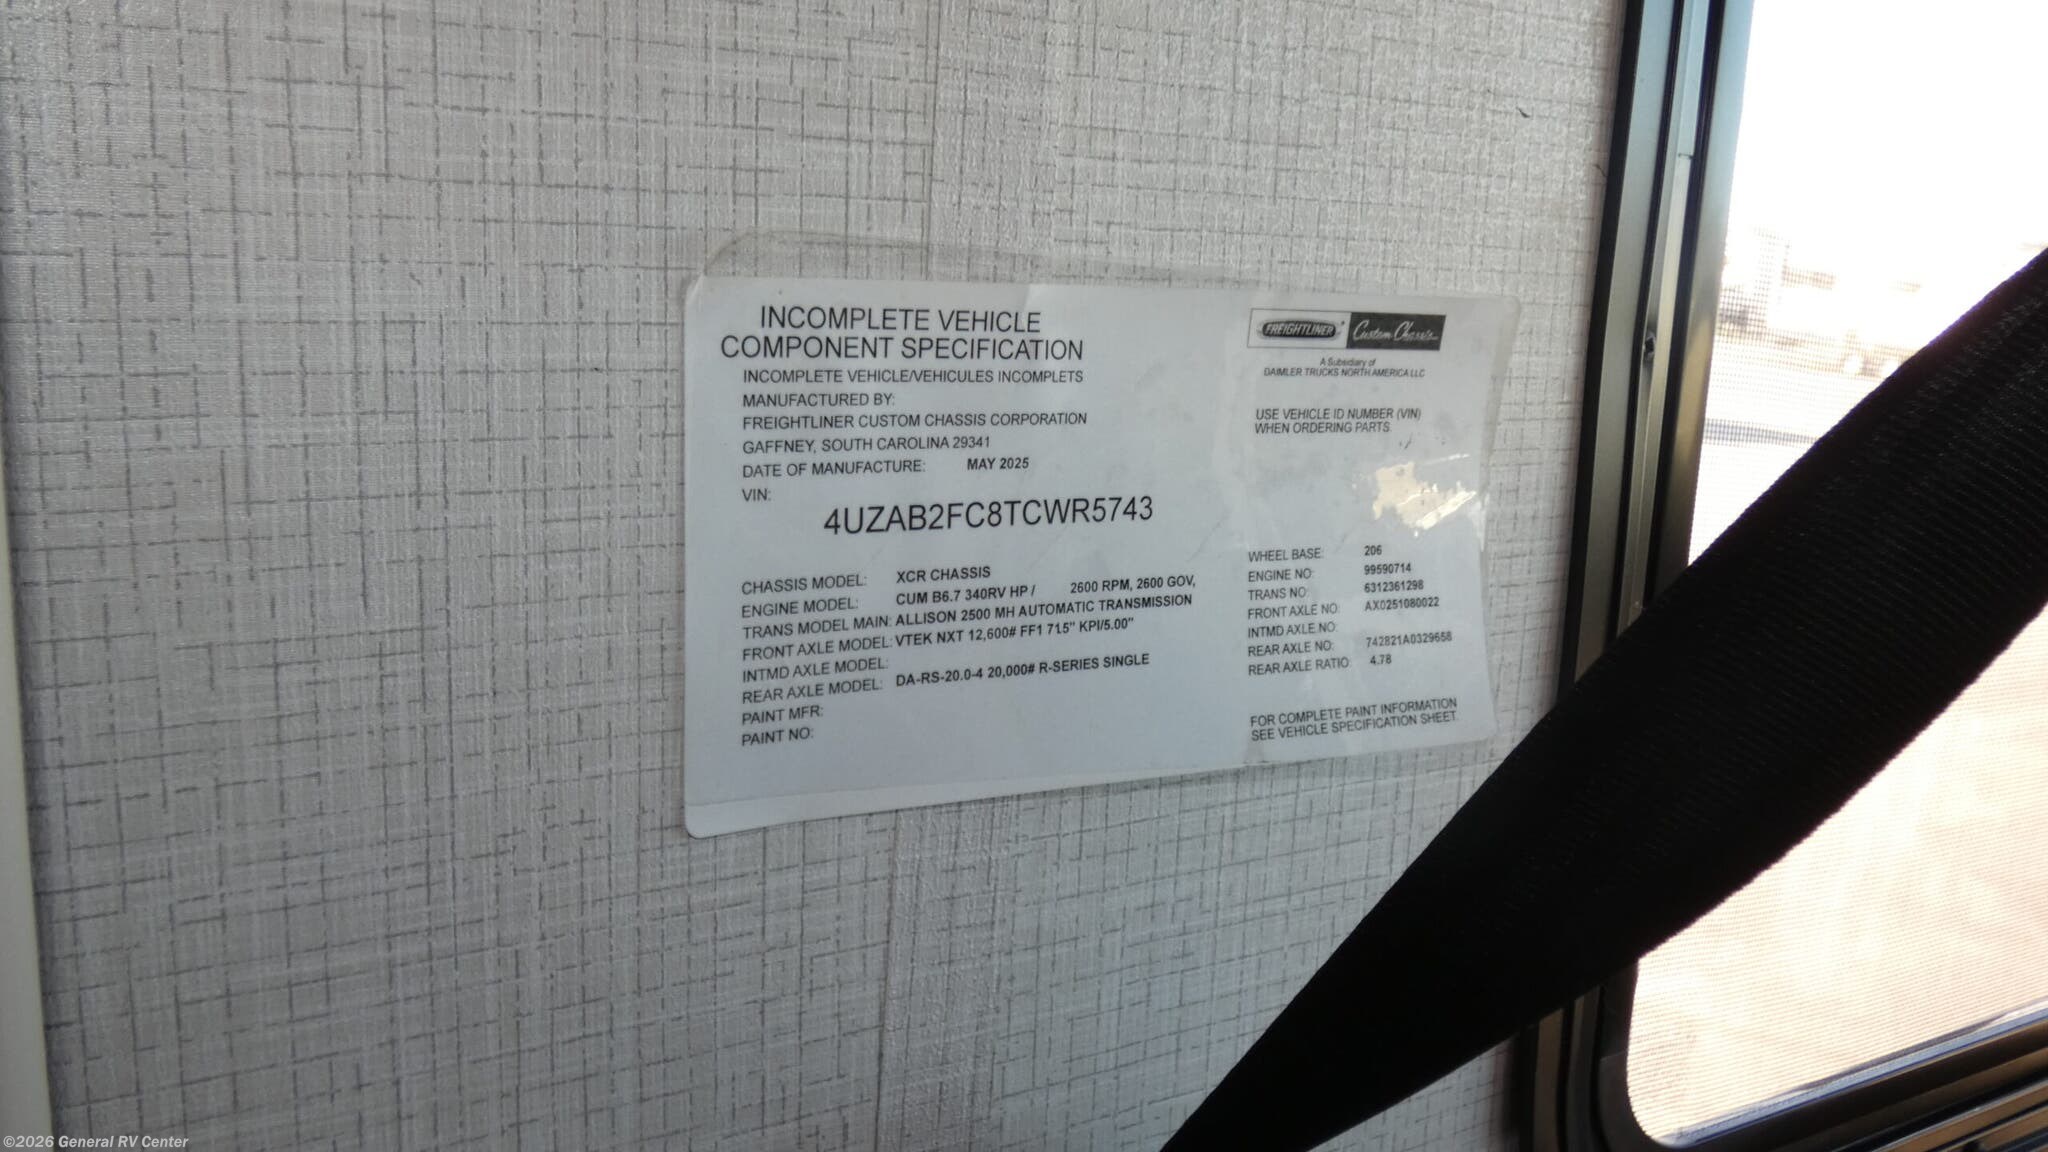 INCOMPLETE VEHICLE
COMPONENT SPECIFICATION
INCOMPLETE VEHICLE/VEHICULES INCOMPLETS
MANUFACTURED BY:
FREIGHTLINER CUSTOM CHASSIS CORPORATION
GAFFNEY, SOUTH CAROLINA 29341
DATE OF MANUFACTURE: MAY 2025
VIN:
4UZAB2FC8TCWR5743
CHASSIS MODEL: XCR CHASSIS
ENGINE MODEL: CUM B6.7 340RV HP / 2600 RPM, 2600 GOV,
TRANS MODEL MAIN: ALLISON 2500 MH AUTOMATIC TRANSMISSION
FRONT AXLE MODEL: VTEK NXT 12,600# FF1 71.5" KPI/5.00"
INTMD AXLE MODEL:
REAR AXLE MODEL: DA-RS-20.0-4 20,000# R-SERIES SINGLE
PAINT MFR:
PAINT NO:
FREIGHTLINER Custom Chassis
A Subsidiary of
DAIMLER TRUCKS NORTH AMERICA LLC
USE VEHICLE ID NUMBER (VIN)
WHEN ORDERING PARTS.
WHEEL BASE: 206
ENGINE NO: 99590714
TRANS NO: 6312361298
FRONT AXLE NO: AX0251080022
INTMD AXLE NO:
REAR AXLE NO: 742821A0329658
REAR AXLE RATIO: 4.78
FOR COMPLETE PAINT INFORMATION
SEE VEHICLE SPECIFICATION SHEET.
©2026 General RV Center